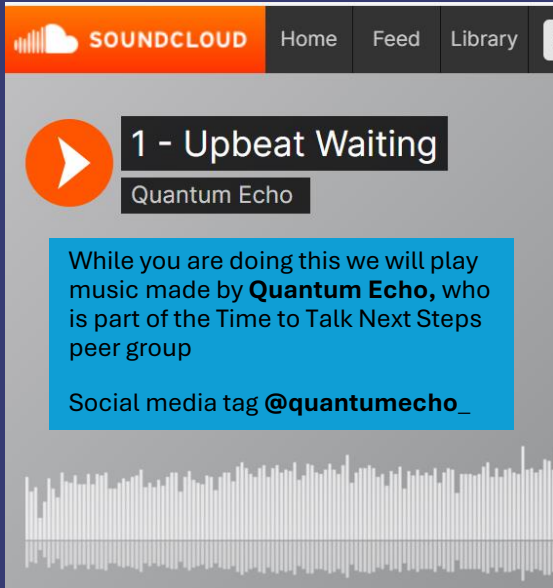 SOUNDCLOUD Home Feed Library
1 - Upbeat Waiting
Quantum Echo
While you are doing this we will play
music made by Quantum Echo, who
is part of the Time to Talk Next Steps
peer group
Social media tag @quantumecho_